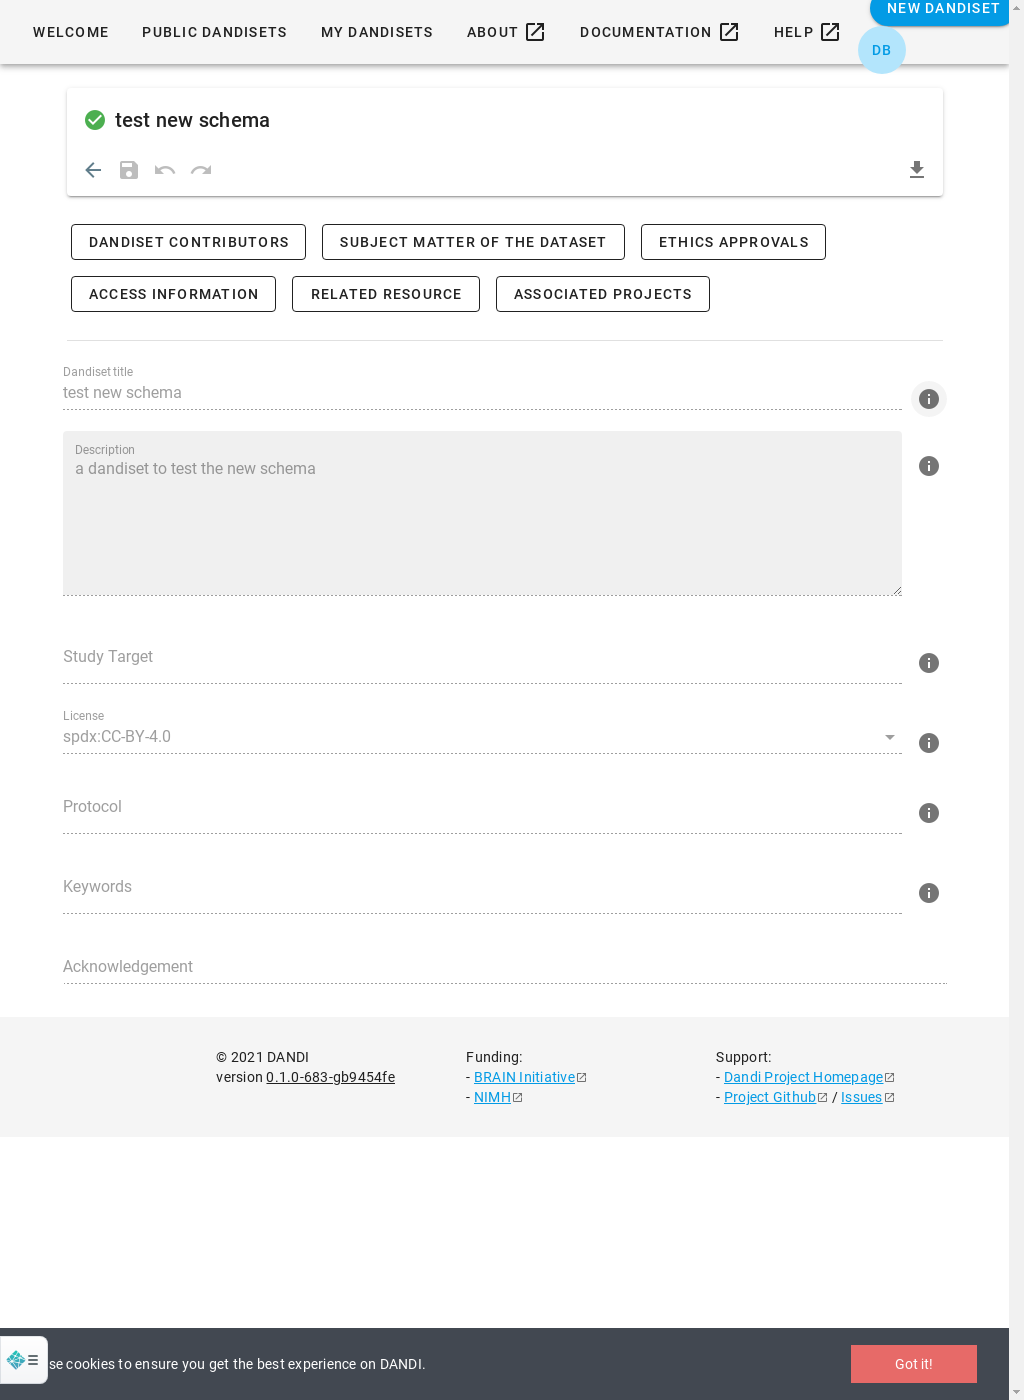 NEW DANDISET
WELCOME PUBLIC DANDISETS MY DANDISETS ABOUT DOCUMENTATION HELP
DB
test new schema
DANDISET CONTRIBUTORS SUBJECT MATTER OF THE DATASET ETHICS APPROVALS
ACCESS INFORMATION RELATED RESOURCE ASSOCIATED PROJECTS
Dandiset title
test new schema
Description
a dandiset to test the new schema
Study Target
License
spdx:CC-BY-4.0
Protocol
Keywords
Acknowledgement
© 2021 DANDI
version 0.1.0-683-gb9454fe
Funding:
- BRAIN Initiative
- NIMH
Support:
- Dandi Project Homepage
- Project Github / Issues
se cookies to ensure you get the best experience on DANDI.
Got it!